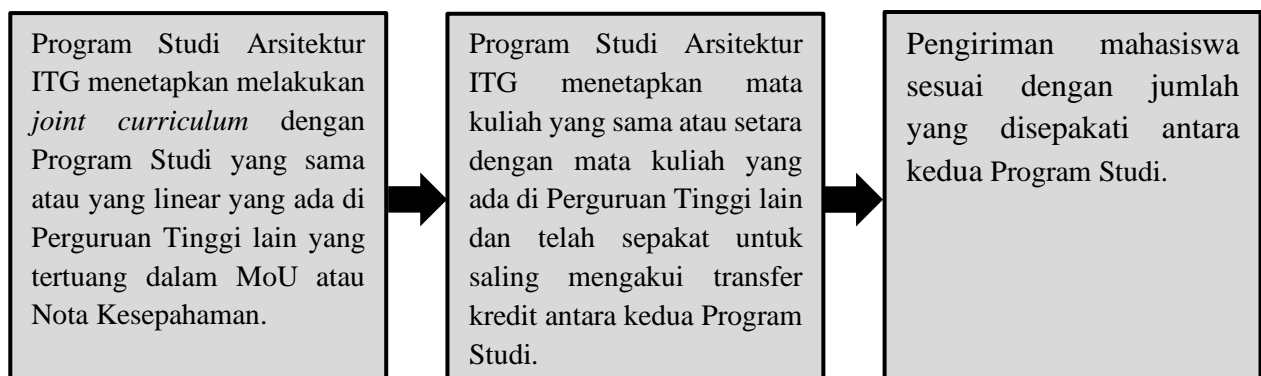 Program Studi Arsitektur
ITG menetapkan melakukan
joint curriculum dengan
Program Studi yang sama
atau yang linear yang ada di
Perguruan Tinggi lain yang
tertuang dalam MoU atau
Nota Kesepahaman.
Program Studi Arsitektur
ITG menetapkan mata
kuliah yang sama atau setara
dengan mata kuliah yang
ada di Perguruan Tinggi lain
dan telah sepakat untuk
saling mengakui transfer
kredit antara kedua Program
Studi.
Pengiriman mahasiswa
sesuai dengan jumlah
yang disepakati antara
kedua Program Studi.